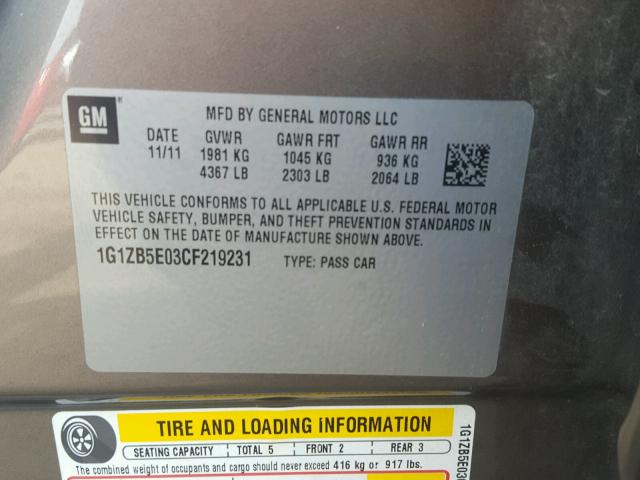 GM
MFD BY GENERAL MOTORS LLC
DATE GVWR GAWR FRT GAWR RR
11/11 1981 KG 1045 KG 936 KG
4367 LB 2303 LB 2064 LB
THIS VEHICLE CONFORMS TO ALL APPLICABLE U.S. FEDERAL MOTOR
VEHICLE SAFETY, BUMPER, AND THEFT PREVENTION STANDARDS IN
EFFECT ON THE DATE OF MANUFACTURE SHOWN ABOVE.
1G1ZB5E03CF219231 TYPE: PASS CAR
TIRE AND LOADING INFORMATION
SEATING CAPACITY TOTAL 5 FRONT 2 REAR 3
The combined weight of occupants and cargo should never exceed 416 kg or 917 lbs.
1G1ZB5E03